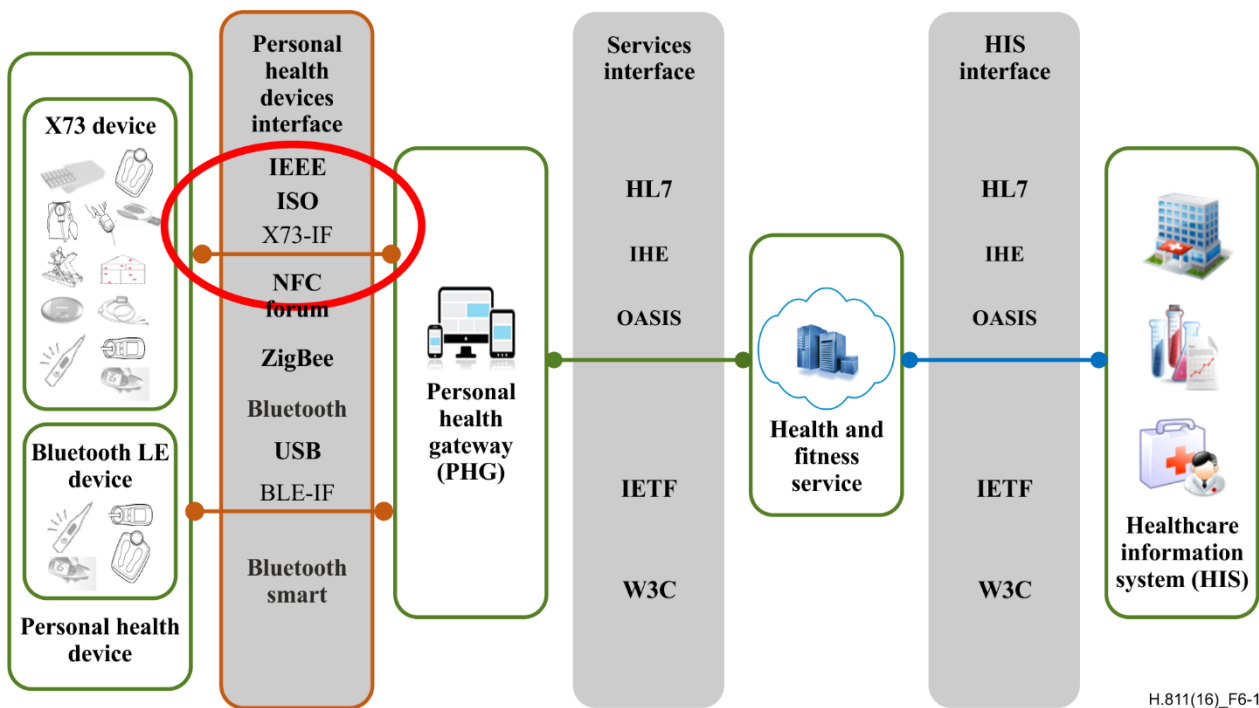 X73 device
Bluetooth LE
device
Personal health
device
Personal
health
devices
interface
IEEE
ISO
X73-IF
NFC
forum
ZigBee
Bluetooth
USB
BLE-IF
Bluetooth
smart
Personal
health
gateway
(PHG)
Services
interface
HL7
IHE
OASIS
IETF
W3C
Health and
fitness
service
HIS
interface
HL7
IHE
OASIS
IETF
W3C
Healthcare
information
system (HIS)
H.811(16)_F6-1